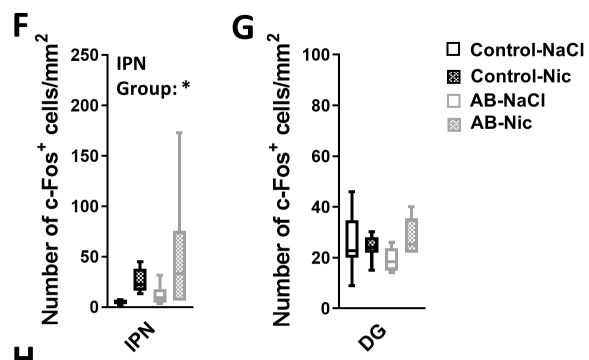 F
Number of c-Fos+ cells/mm2
250
200
150
100
50
0
IPN
Group: *
IPN
G
Number of c-Fos+ cells/mm2
100
80
60
40
20
0
DG
Control-NaCl
Control-Nic
AB-NaCl
AB-Nic